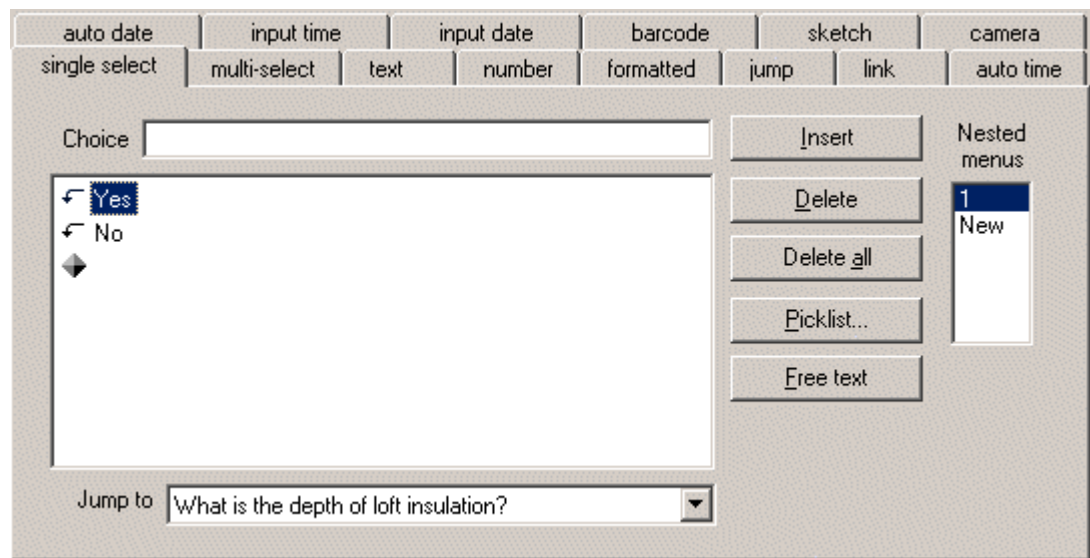 auto date input time input date barcode sketch camera
single select multi-select text number formatted jump link auto time
Choice Insert Nested menus
Yes Delete 1
No New
Delete all
Picklist...
Free text
Jump to What is the depth of loft insulation?